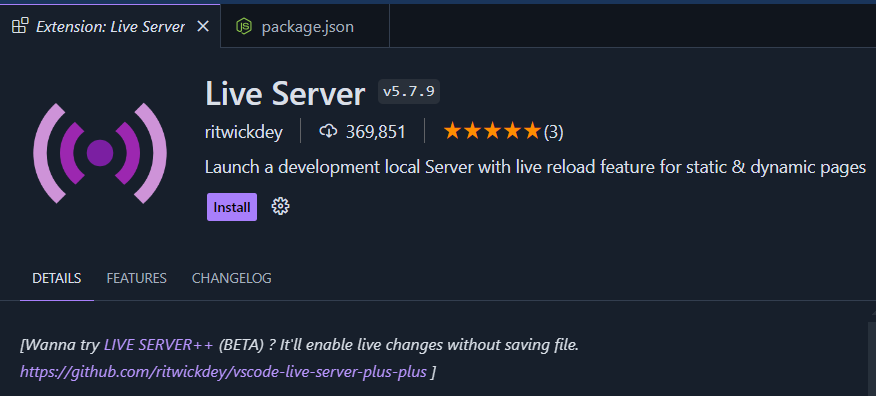 Extension: Live Server
package.json
Live Server v5.7.9
ritwickdey 369,851 (3)
Launch a development local Server with live reload feature for static & dynamic pages
Install
DETAILS FEATURES CHANGELOG
[Wanna try LIVE SERVER++ (BETA) ? It'll enable live changes without saving file.
https://github.com/ritwickdey/vscode-live-server-plus-plus ]